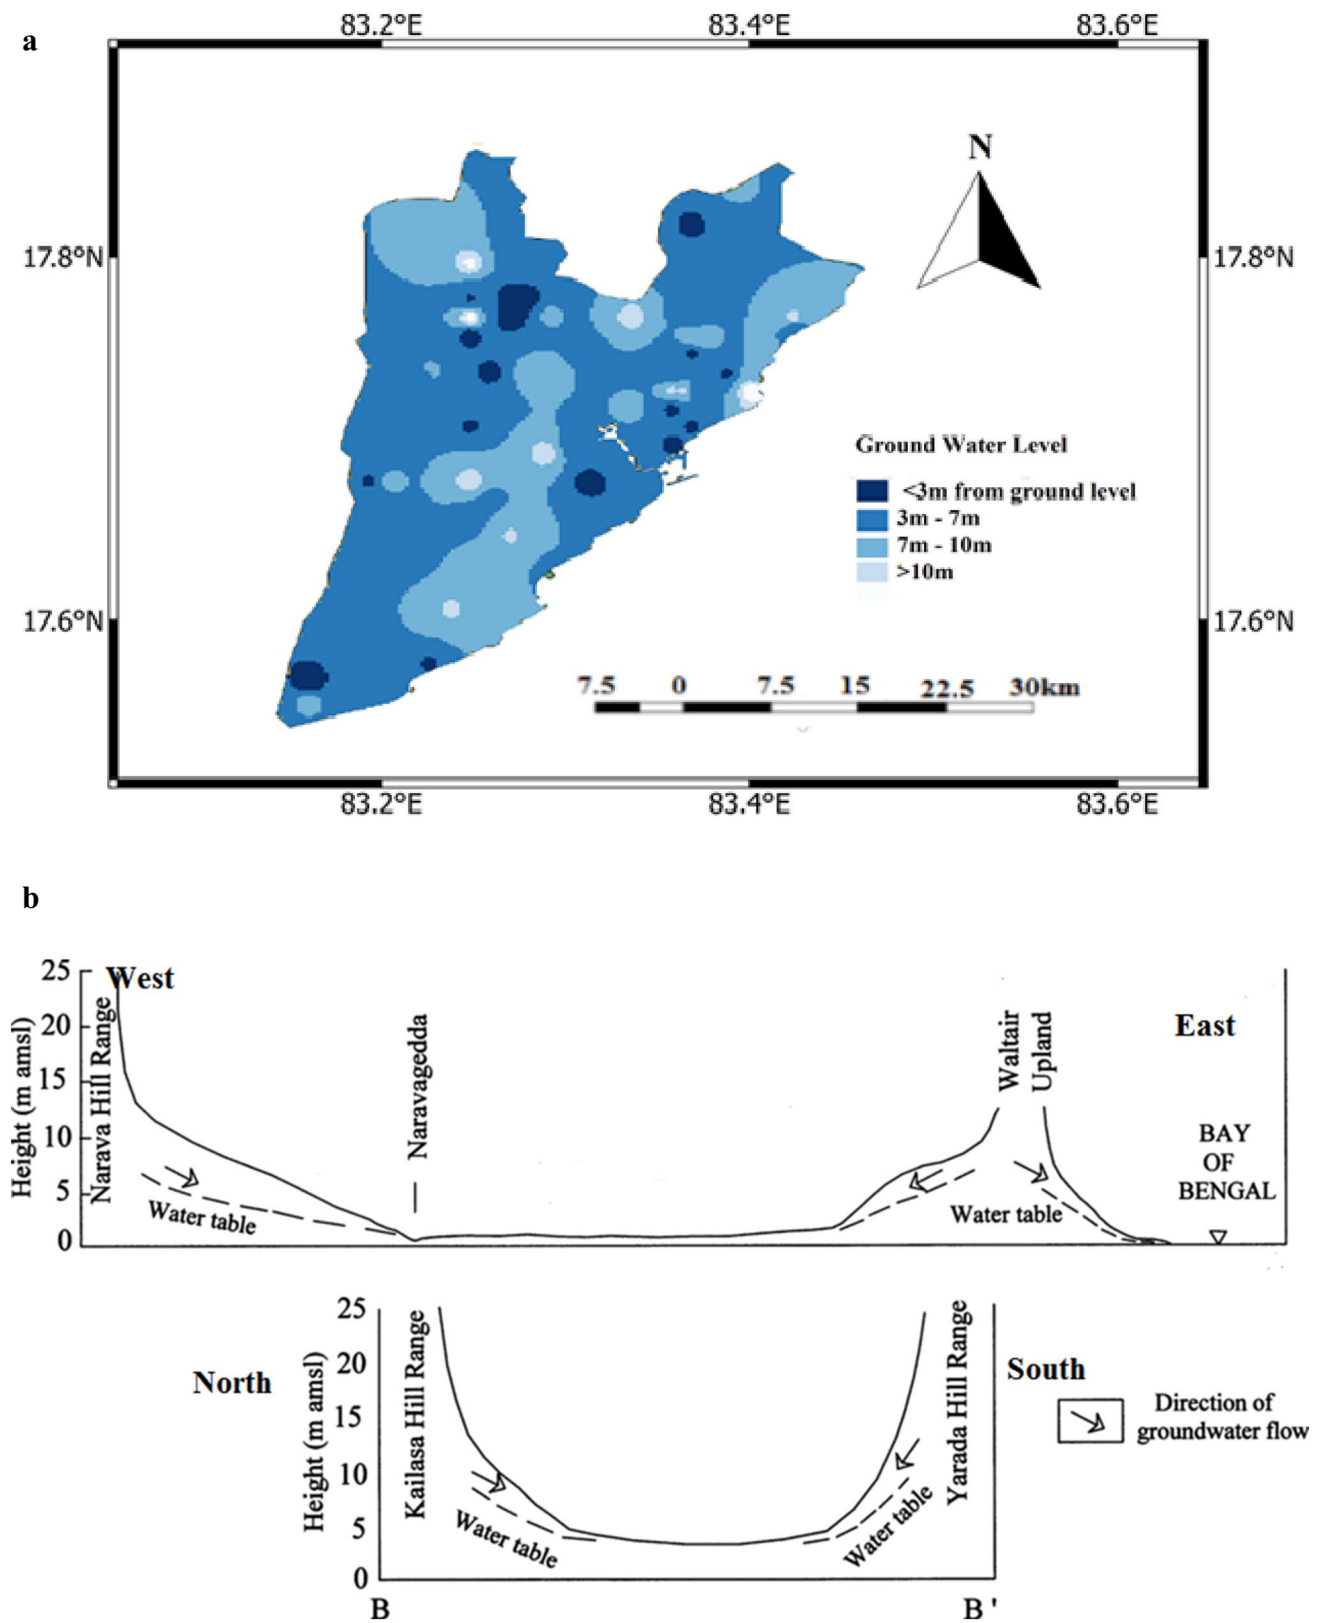 a
83.2°E 83.4°E 83.6°E
N
17.8°N 17.8°N
Ground Water Level
<3m from ground level
3m - 7m
7m - 10m
>10m
17.6°N 17.6°N
7.5 0 7.5 15 22.5 30km
83.2°E 83.4°E 83.6°E
b
Height (m amsl)
25
20
15
10
5
0
West
Narava Hill Range
Water table
Naravagedda
Waltair
Upland
Water table
East
BAY
OF
BENGAL
North
Height (m amsl)
25
20
15
10
5
0
Kailasa Hill Range
Water table
Water table
Yarada Hill Range
South
Direction of
groundwater flow
B B'